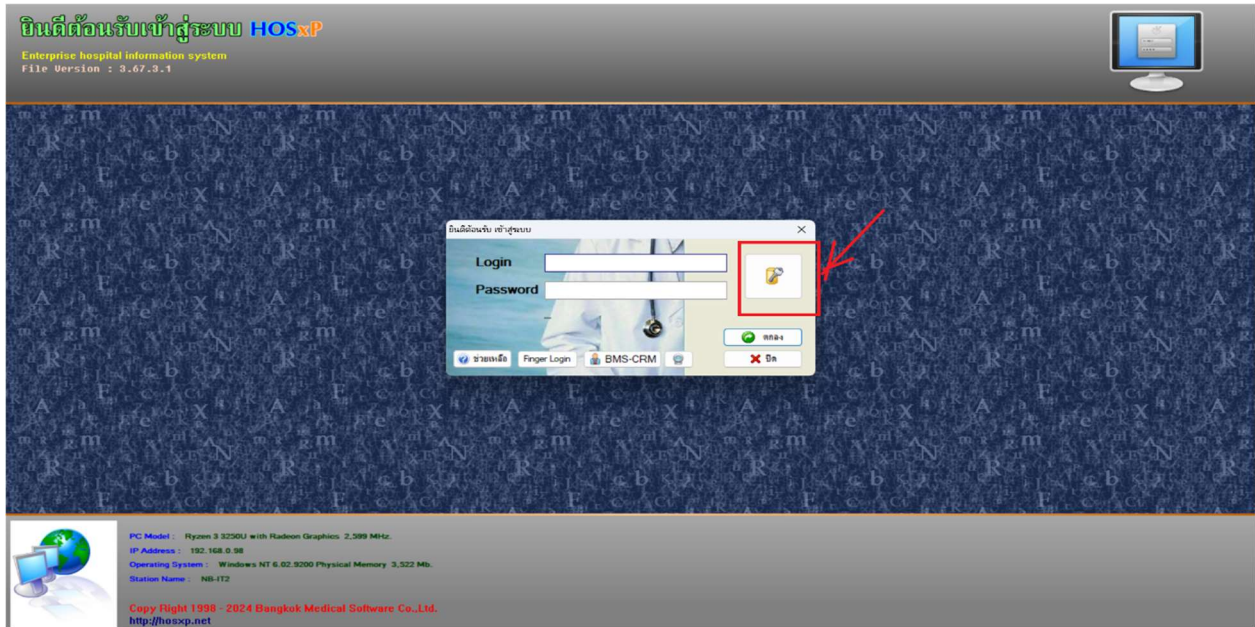 ยินดีต้อนรับเข้าสู่ระบบ HOSxP
Enterprise hospital information system
File Version : 3.67.3.1
ยินดีต้อนรับ เข้าสู่ระบบ
Login
Password
ตกลง
ช่วยเหลือ Finger Login BMS-CRM ปิด
PC Model : Ryzen 3 3250U with Radeon Graphics 2,599 MHz.
IP Address : 192.168.0.98
Operating System : Windows NT 6.02.9200 Physical Memory 3,522 Mb.
Station Name : NB-IT2
Copy Right 1998 - 2024 Bangkok Medical Software Co.,Ltd.
http://hosxp.net